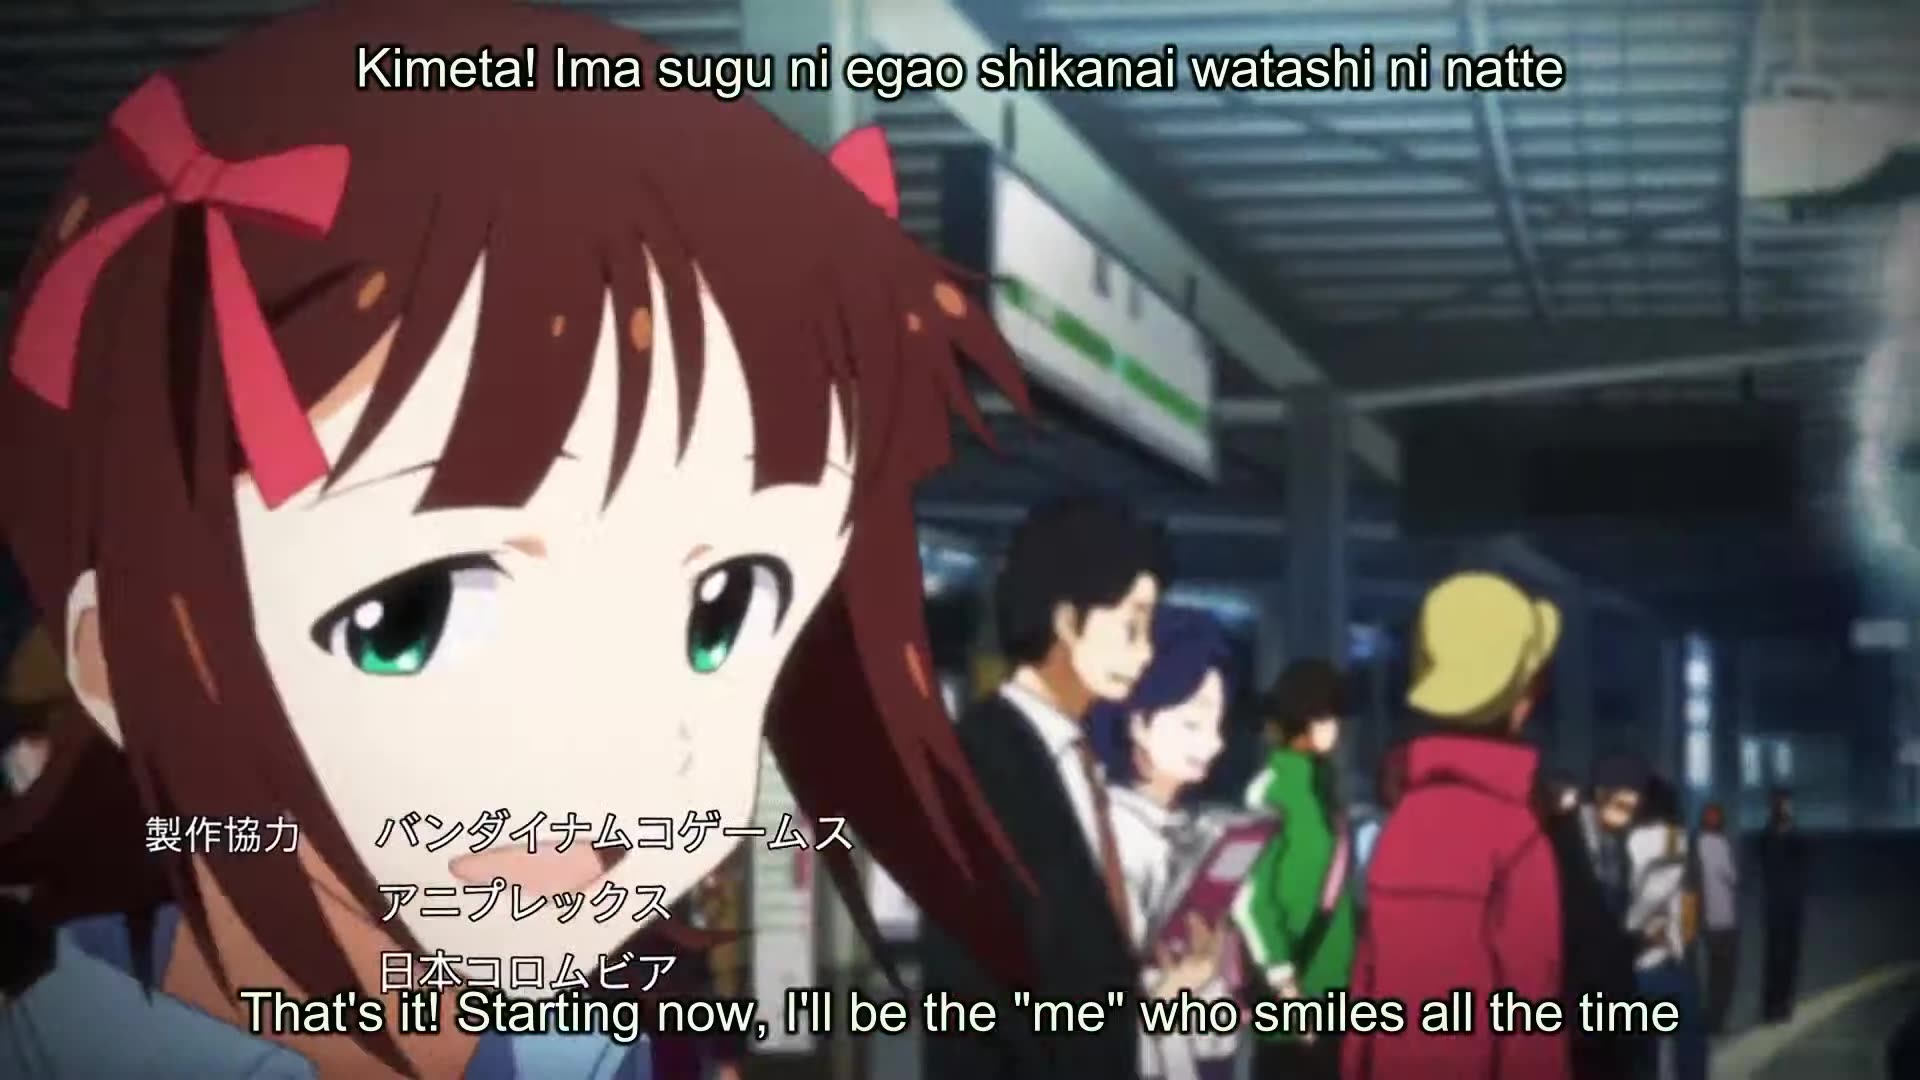 Kimeta! Ima sugu ni egao shikanai watashi ni natte
製作協力 バンダイナムコゲームス
アニプレックス
日本コロムビア
That's it! Starting now, I'll be the "me" who smiles all the time